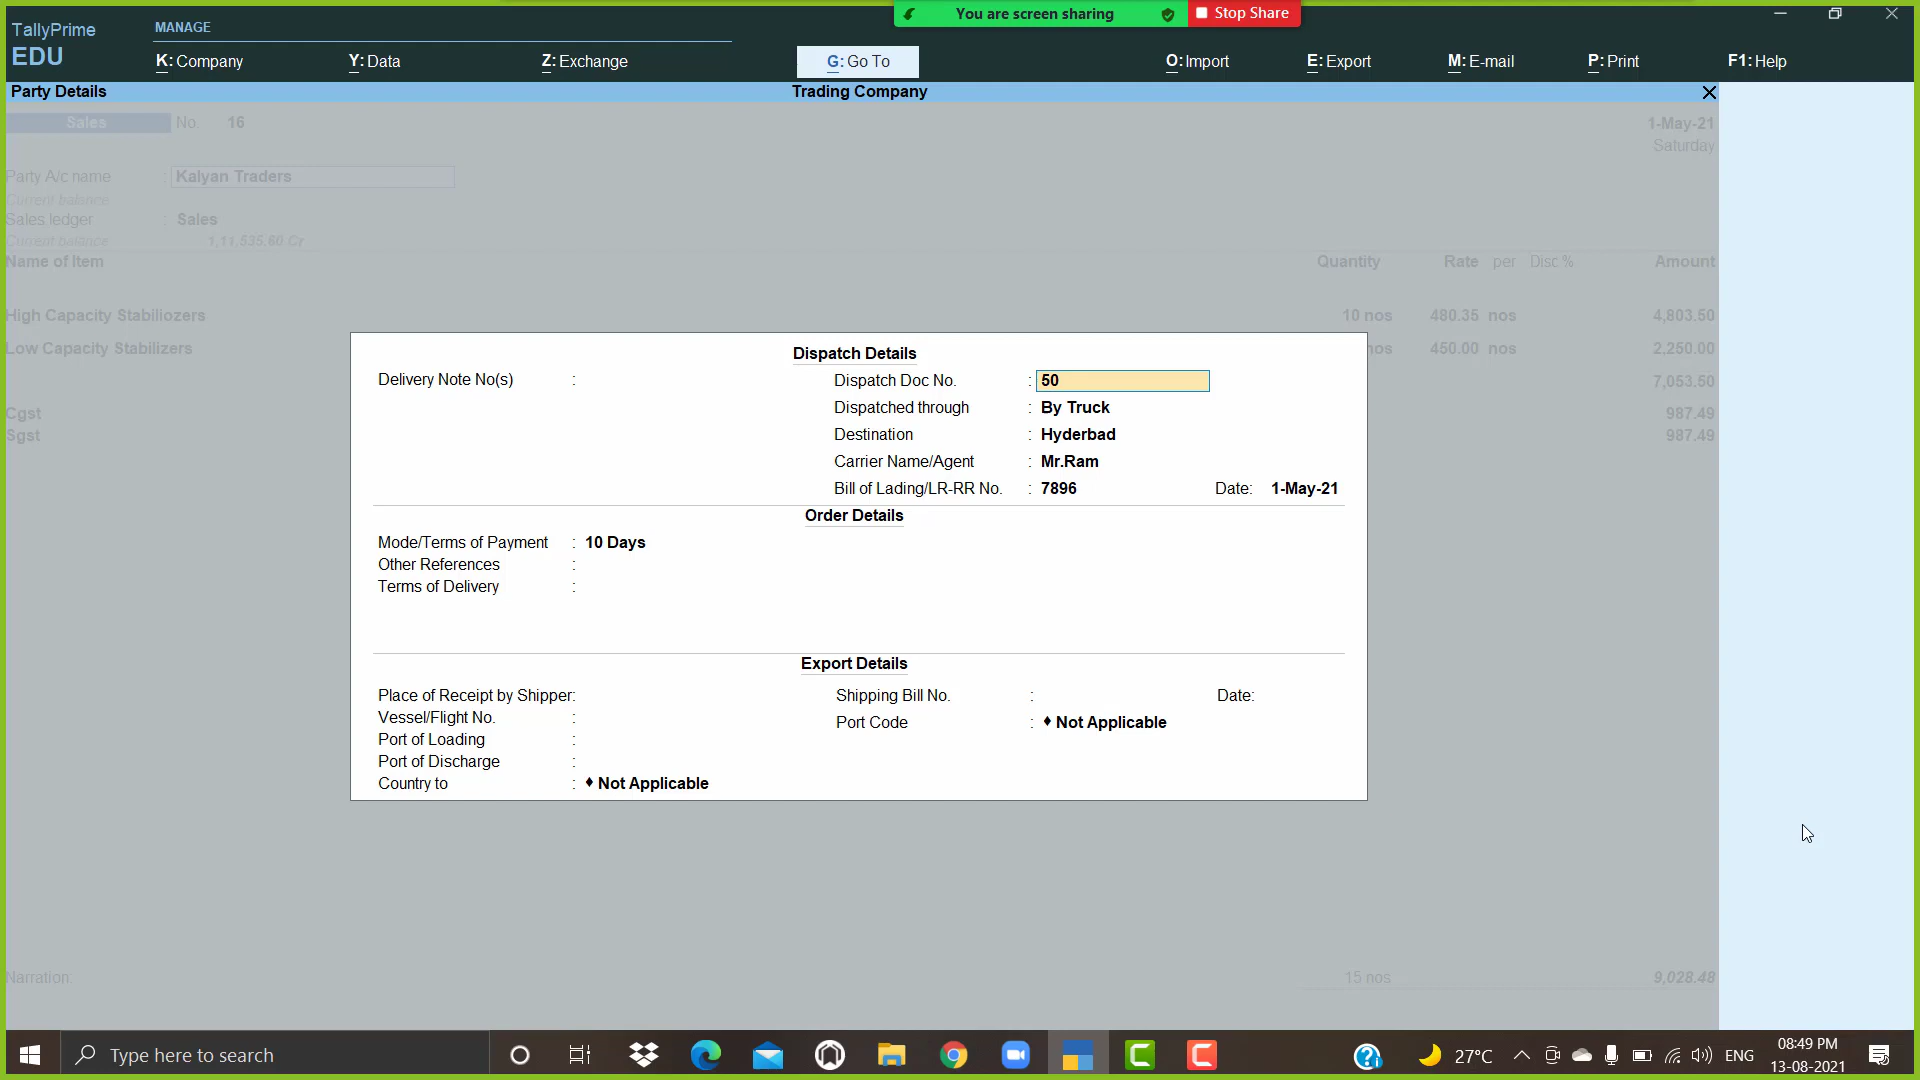 You are screen sharing
Stop Share
TallyPrime
EDU
MANAGE
K: Company
Y: Data
Z: Exchange
G: Go To
O: Import
E: Export
M: E-mail
P: Print
F1: Help
Party Details
Trading Company
Sales No. 16
1-May-21
Saturday
Party A/c name : Kalyan Traders
Current balance
Sales ledger : Sales
Current balance 1,11,535.60 Cr
Name of Item Quantity Rate per Disc % Amount
High Capacity Stabiliozers 10 nos 480.35 nos 4,803.50
Low Capacity Stabilizers nos 450.00 nos 2,250.00
7,053.50
Cgst 987.49
Sgst 987.49
Dispatch Details
Delivery Note No(s) :
Dispatch Doc No. : 50
Dispatched through : By Truck
Destination : Hyderbad
Carrier Name/Agent : Mr.Ram
Bill of Lading/LR-RR No. : 7896 Date: 1-May-21
Order Details
Mode/Terms of Payment : 10 Days
Other References :
Terms of Delivery :
Export Details
Place of Receipt by Shipper:
Vessel/Flight No. :
Port of Loading :
Port of Discharge :
Country to : ♦ Not Applicable
Shipping Bill No. : Date:
Port Code : ♦ Not Applicable
Narration: 15 nos 9,028.48
Type here to search
27°C
ENG
08:49 PM
13-08-2021